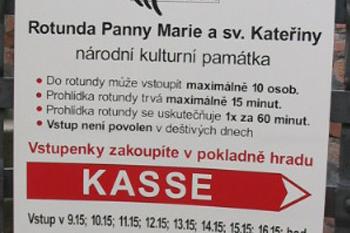 Rotunda Panny Marie a sv. Kateřiny
národní kulturní památka
• Do rotundy může vstoupit maximálně 10 osob.
• Prohlídka rotundy trvá maximálně 15 minut.
• Prohlídka rotundy se uskutečňuje 1x za 60 minut.
• Vstup není povolen v deštivých dnech
Vstupenky zakoupíte v pokladně hradu
KASSE
Vstup v 9.15; 10.15; 11.15; 12.15; 13.15; 14.15; 15.15; 16.15; hod